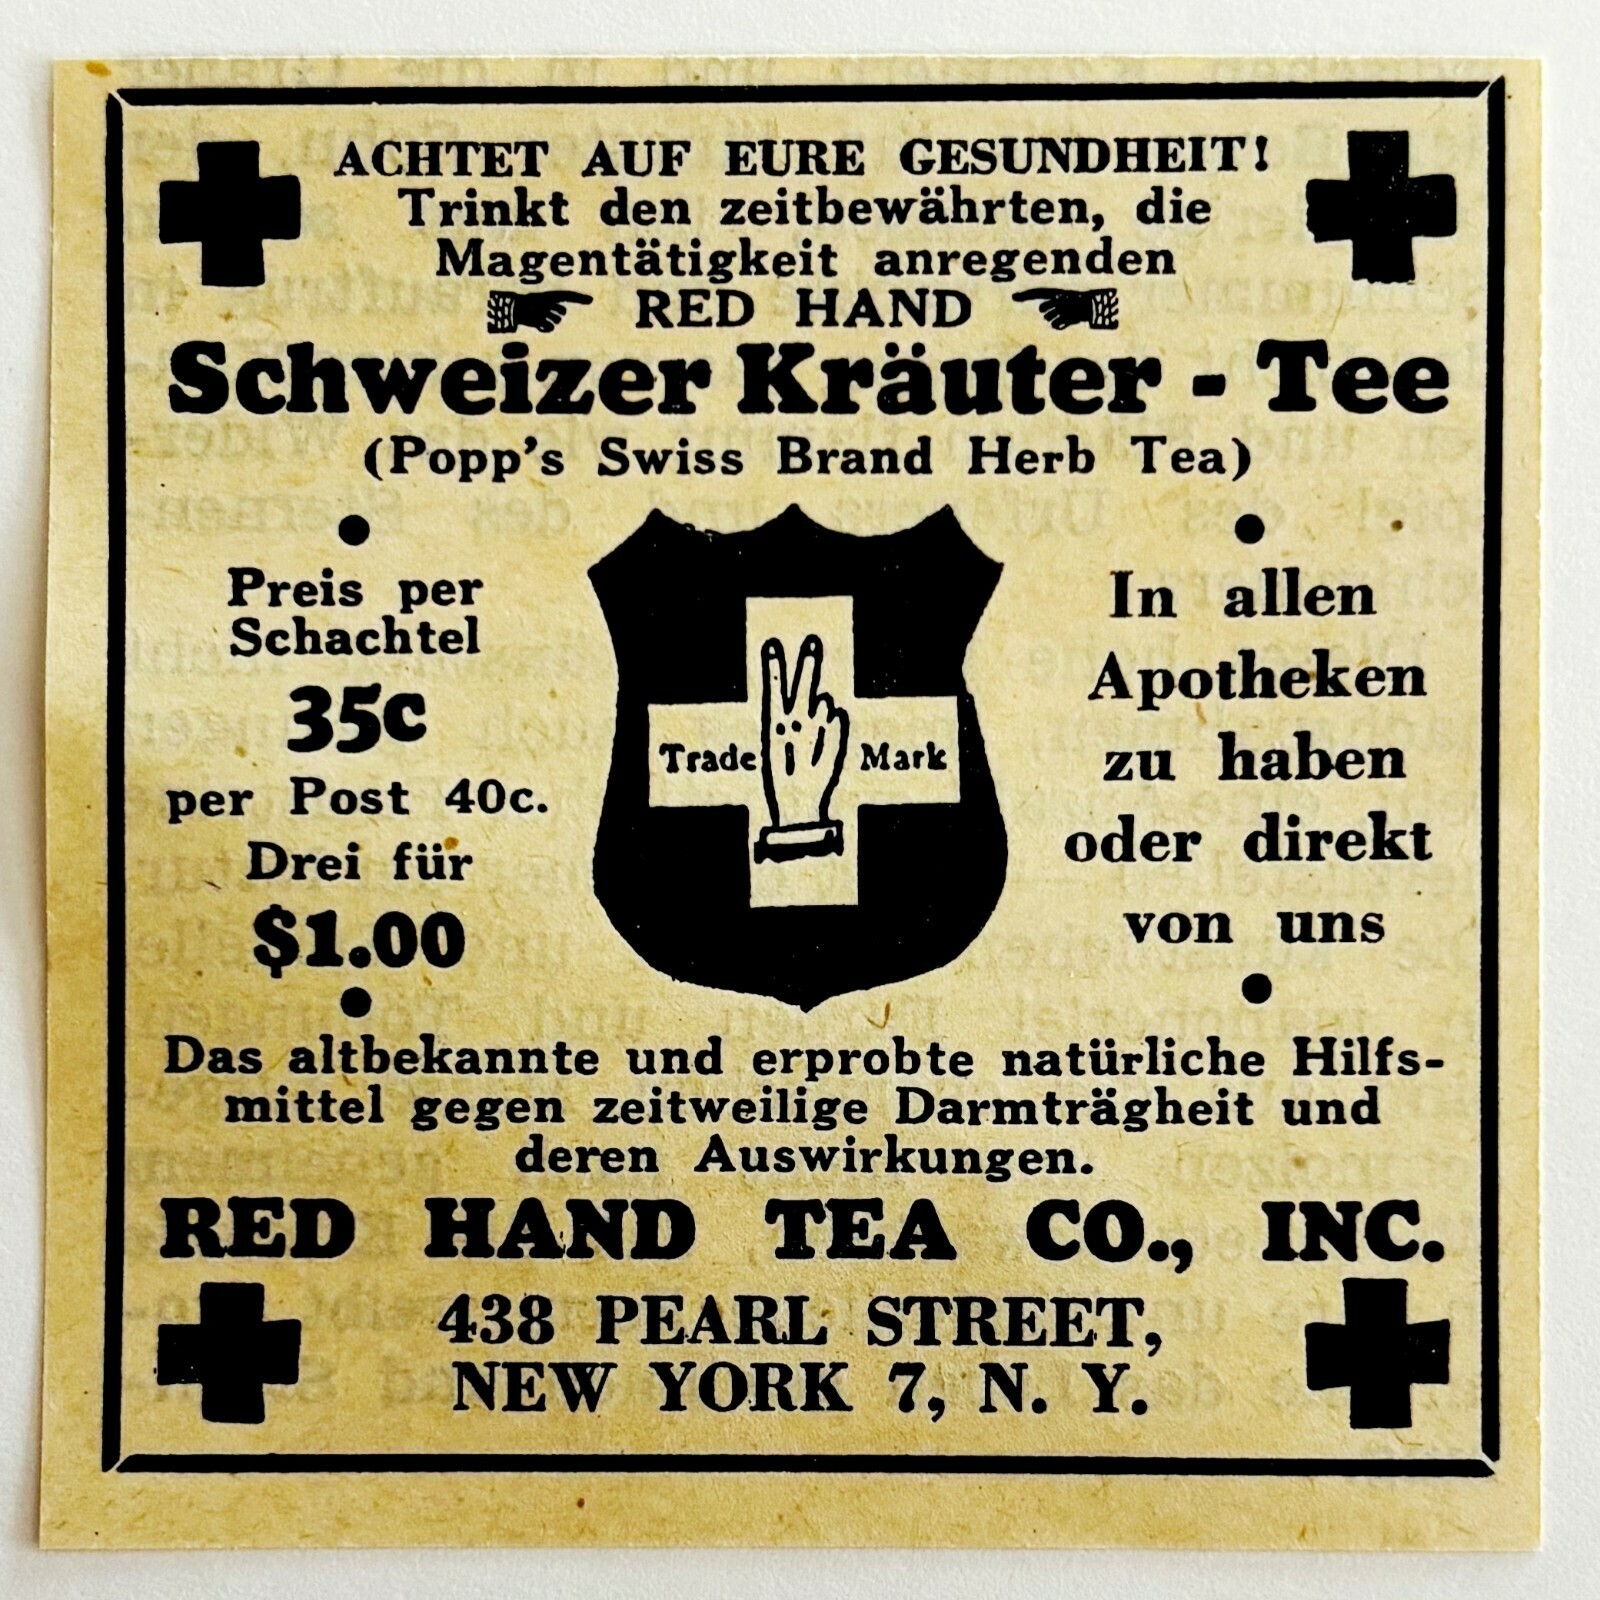 ACHTET AUF EURE GESUNDHEIT!
Trinkt den zeitbewährten, die
Magentätigkeit anregenden
RED HAND
Schweizer Kräuter - Tee
(Popp's Swiss Brand Herb Tea)
Preis per
Schachtel
35c
per Post 40c.
Drei für
$1.00
Trade Mark
In allen
Apotheken
zu haben
oder direkt
von uns
Das altbekannte und erprobte natürliche Hilfs-
mittel gegen zeitweilige Darmträgheit und
deren Auswirkungen.
RED HAND TEA CO., INC.
438 PEARL STREET,
NEW YORK 7, N. Y.